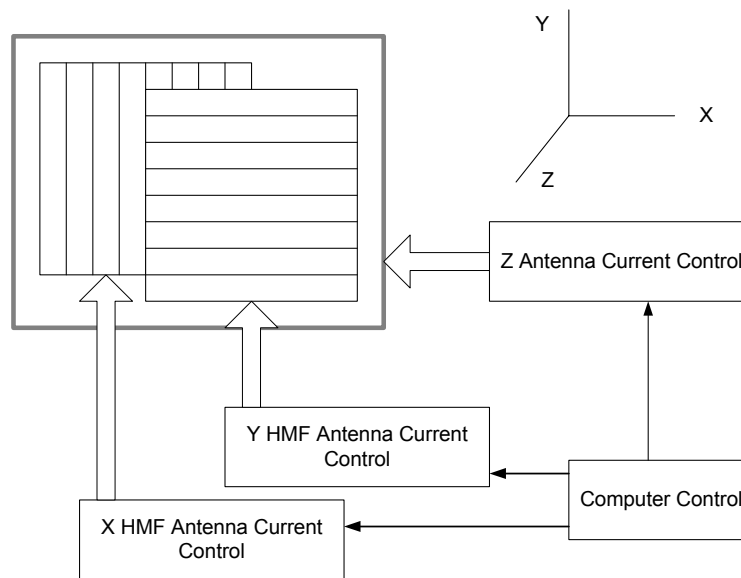 Y
X
Z
Z Antenna Current Control
Y HMF Antenna Current
Control
Computer Control
X HMF Antenna Current
Control